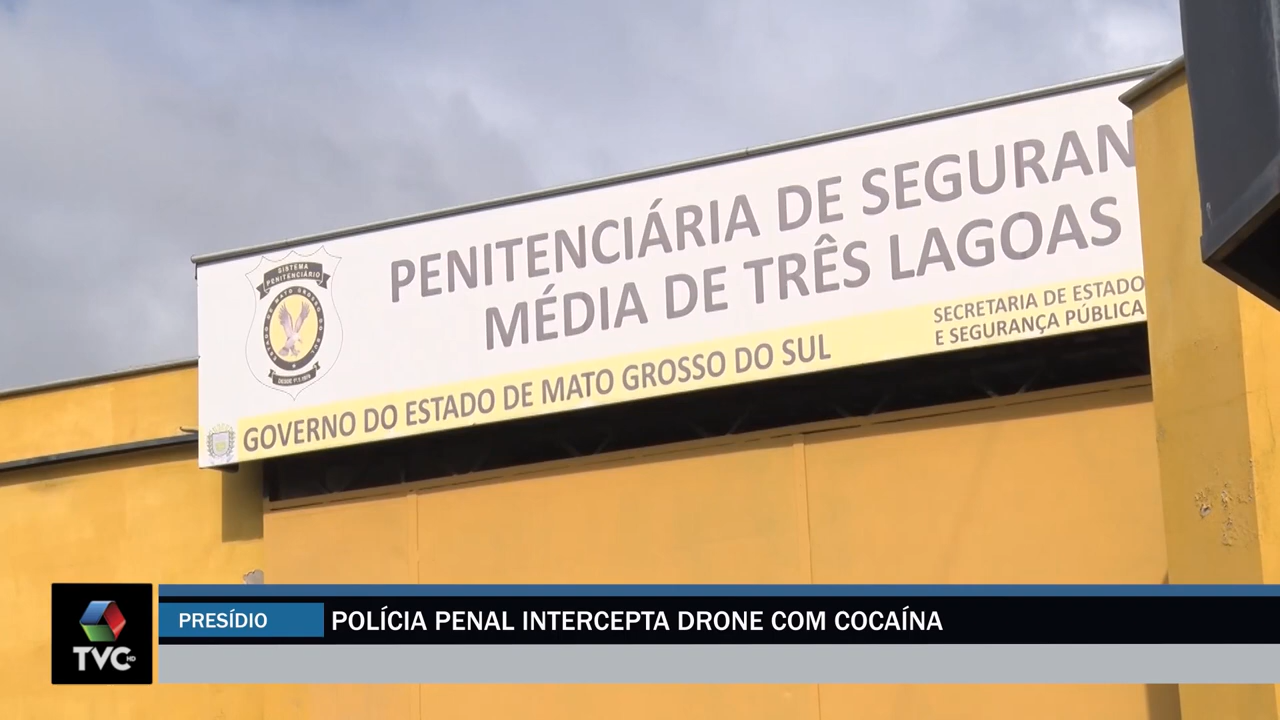 PENITENCIÁRIA DE SEGURAN
MÉDIA DE TRÊS LAGOAS
SECRETARIA DE ESTADO
E SEGURANÇA PÚBLICA
GOVERNO DO ESTADO DE MATO GROSSO DO SUL
SISTEMA
PENITENCIÁRIO
PRESÍDIO
POLÍCIA PENAL INTERCEPTA DRONE COM COCAÍNA
TVC HD